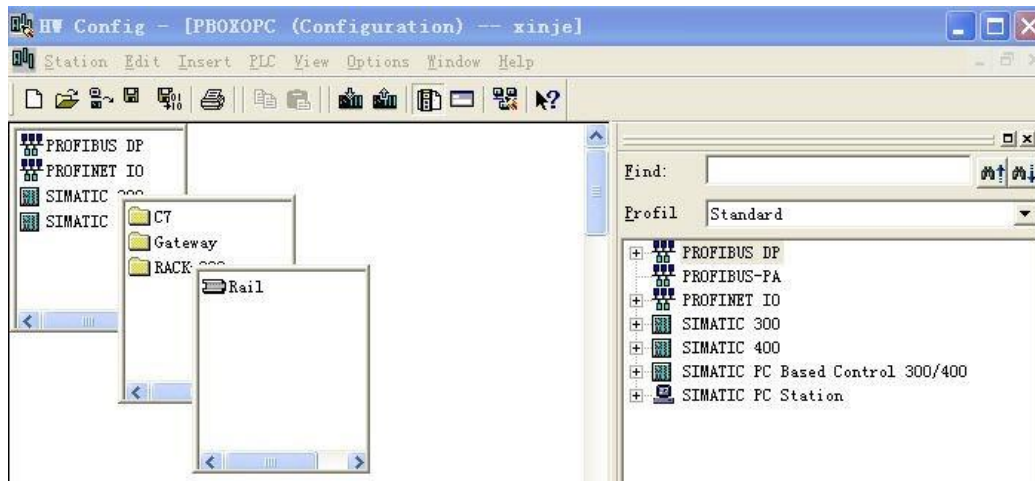 HW Config - [PBOXOPC (Configuration) -- xinje]
Station Edit Insert PLC View Options Window Help
PROFIBUS DP
PROFINET IO
SIMATIC
SIMATIC
C7
Gateway
RACK
Rail
Find:
Profil Standard
PROFIBUS DP
PROFIBUS-PA
PROFINET IO
SIMATIC 300
SIMATIC 400
SIMATIC PC Based Control 300/400
SIMATIC PC Station